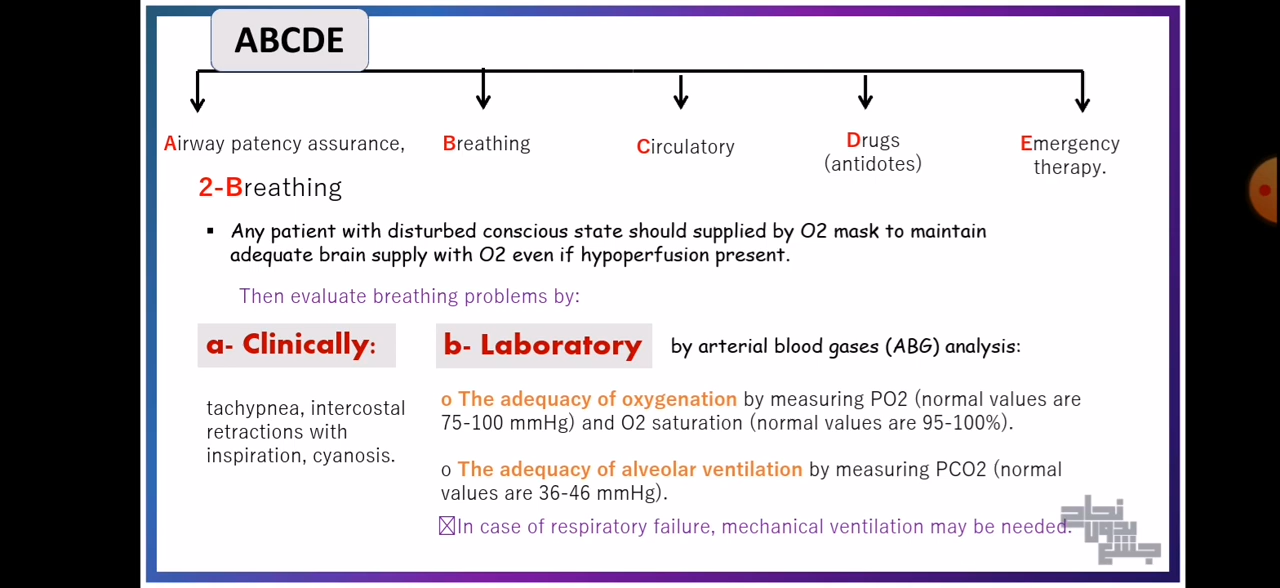 ABCDE
Airway patency assurance,
Breathing
Circulatory
Drugs
(antidotes)
Emergency
therapy.
2-Breathing
▪ Any patient with disturbed conscious state should supplied by O2 mask to maintain
adequate brain supply with O2 even if hypoperfusion present.
Then evaluate breathing problems by:
a- Clinically:
tachypnea, intercostal
retractions with
inspiration, cyanosis.
b- Laboratory
by arterial blood gases (ABG) analysis:
o The adequacy of oxygenation by measuring PO2 (normal values are
75-100 mmHg) and O2 saturation (normal values are 95-100%).
o The adequacy of alveolar ventilation by measuring PCO2 (normal
values are 36-46 mmHg).
In case of respiratory failure, mechanical ventilation may be needed.
نجاح
بدون
جشع